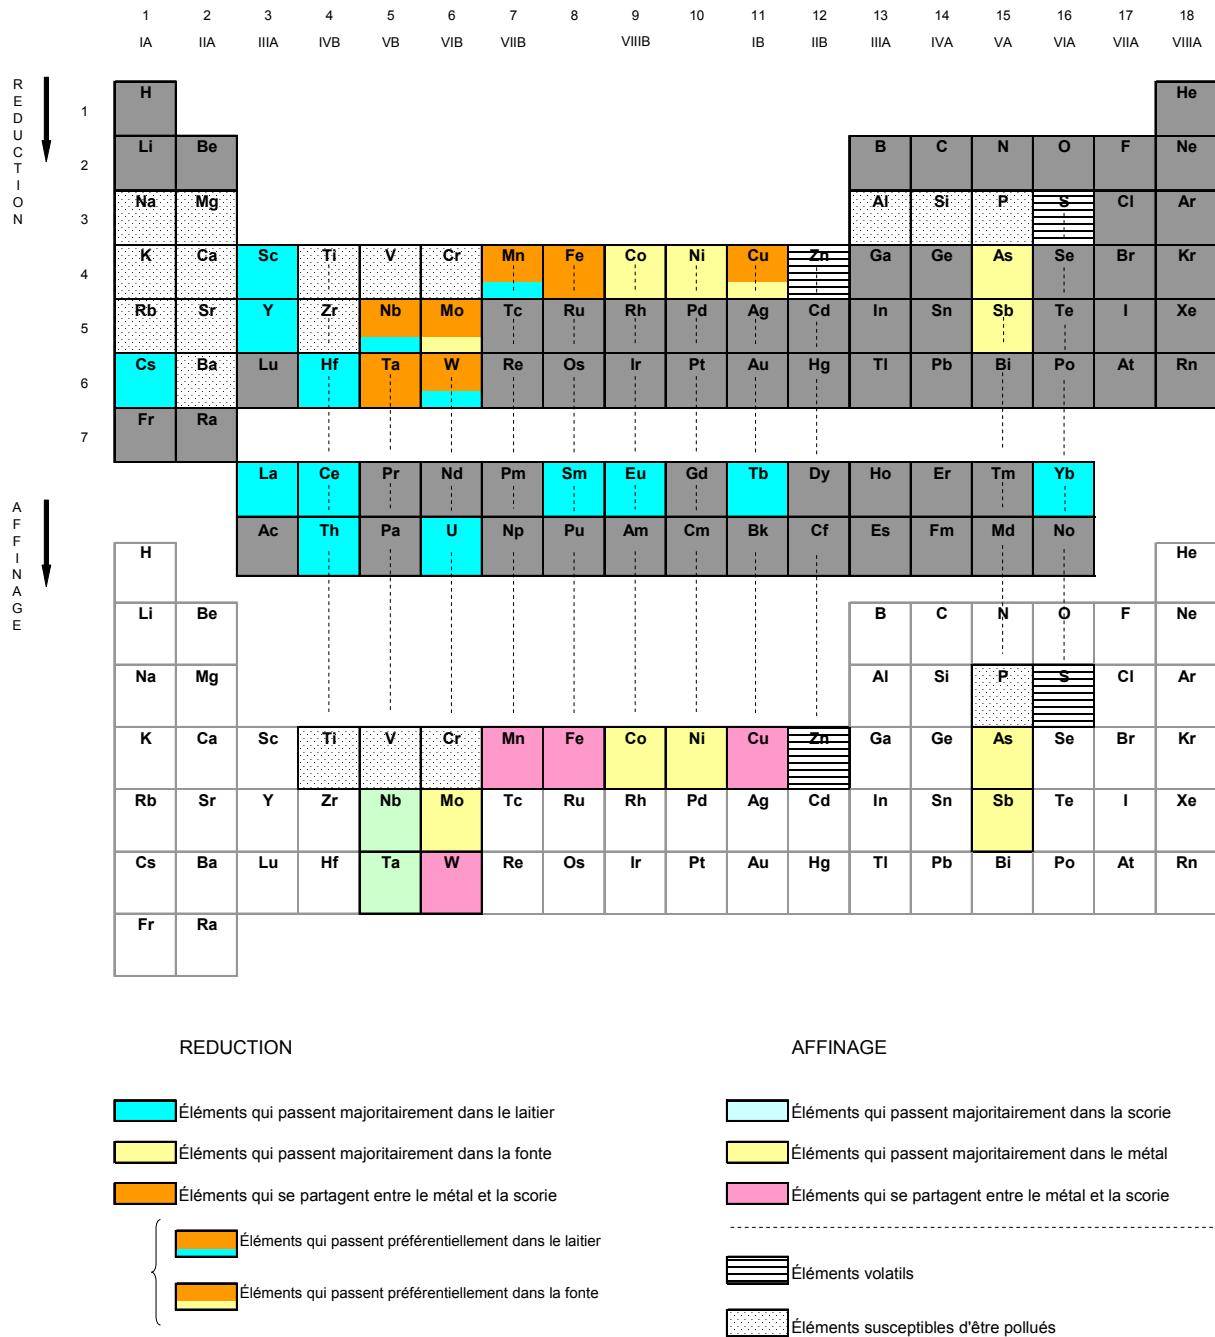 1 2 3 4 5 6 7 8 9 10 11 12 13 14 15 16 17 18
IA IIA IIIA IVB VB VIB VIIB VIIIB IB IIB IIIA IVA VA VIA VIIA VIIIA
REDUCTION
1 H He
2 Li Be B C N O F Ne
3 Na Mg Al Si P S Cl Ar
4 K Ca Sc Ti V Cr Mn Fe Co Ni Cu Zn Ga Ge As Se Br Kr
5 Rb Sr Y Zr Nb Mo Tc Ru Rh Pd Ag Cd In Sn Sb Te I Xe
6 Cs Ba Lu Hf Ta W Re Os Ir Pt Au Hg Tl Pb Bi Po At Rn
7 Fr Ra
La Ce Pr Nd Pm Sm Eu Gd Tb Dy Ho Er Tm Yb
Ac Th Pa U Np Pu Am Cm Bk Cf Es Fm Md No
AFFINAGE
H He
Li Be B C N O F Ne
Na Mg Al Si P S Cl Ar
K Ca Sc Ti V Cr Mn Fe Co Ni Cu Zn Ga Ge As Se Br Kr
Rb Sr Y Zr Nb Mo Tc Ru Rh Pd Ag Cd In Sn Sb Te I Xe
Cs Ba Lu Hf Ta W Re Os Ir Pt Au Hg Tl Pb Bi Po At Rn
Fr Ra
REDUCTION
Éléments qui passent majoritairement dans le laitier
Éléments qui passent majoritairement dans la fonte
Éléments qui se partagent entre le métal et la scorie
Éléments qui passent préférentiellement dans le laitier
Éléments qui passent préférentiellement dans la fonte
AFFINAGE
Éléments qui passent majoritairement dans la scorie
Éléments qui passent majoritairement dans le métal
Éléments qui se partagent entre le métal et la scorie
Éléments volatils
Éléments susceptibles d'être pollués